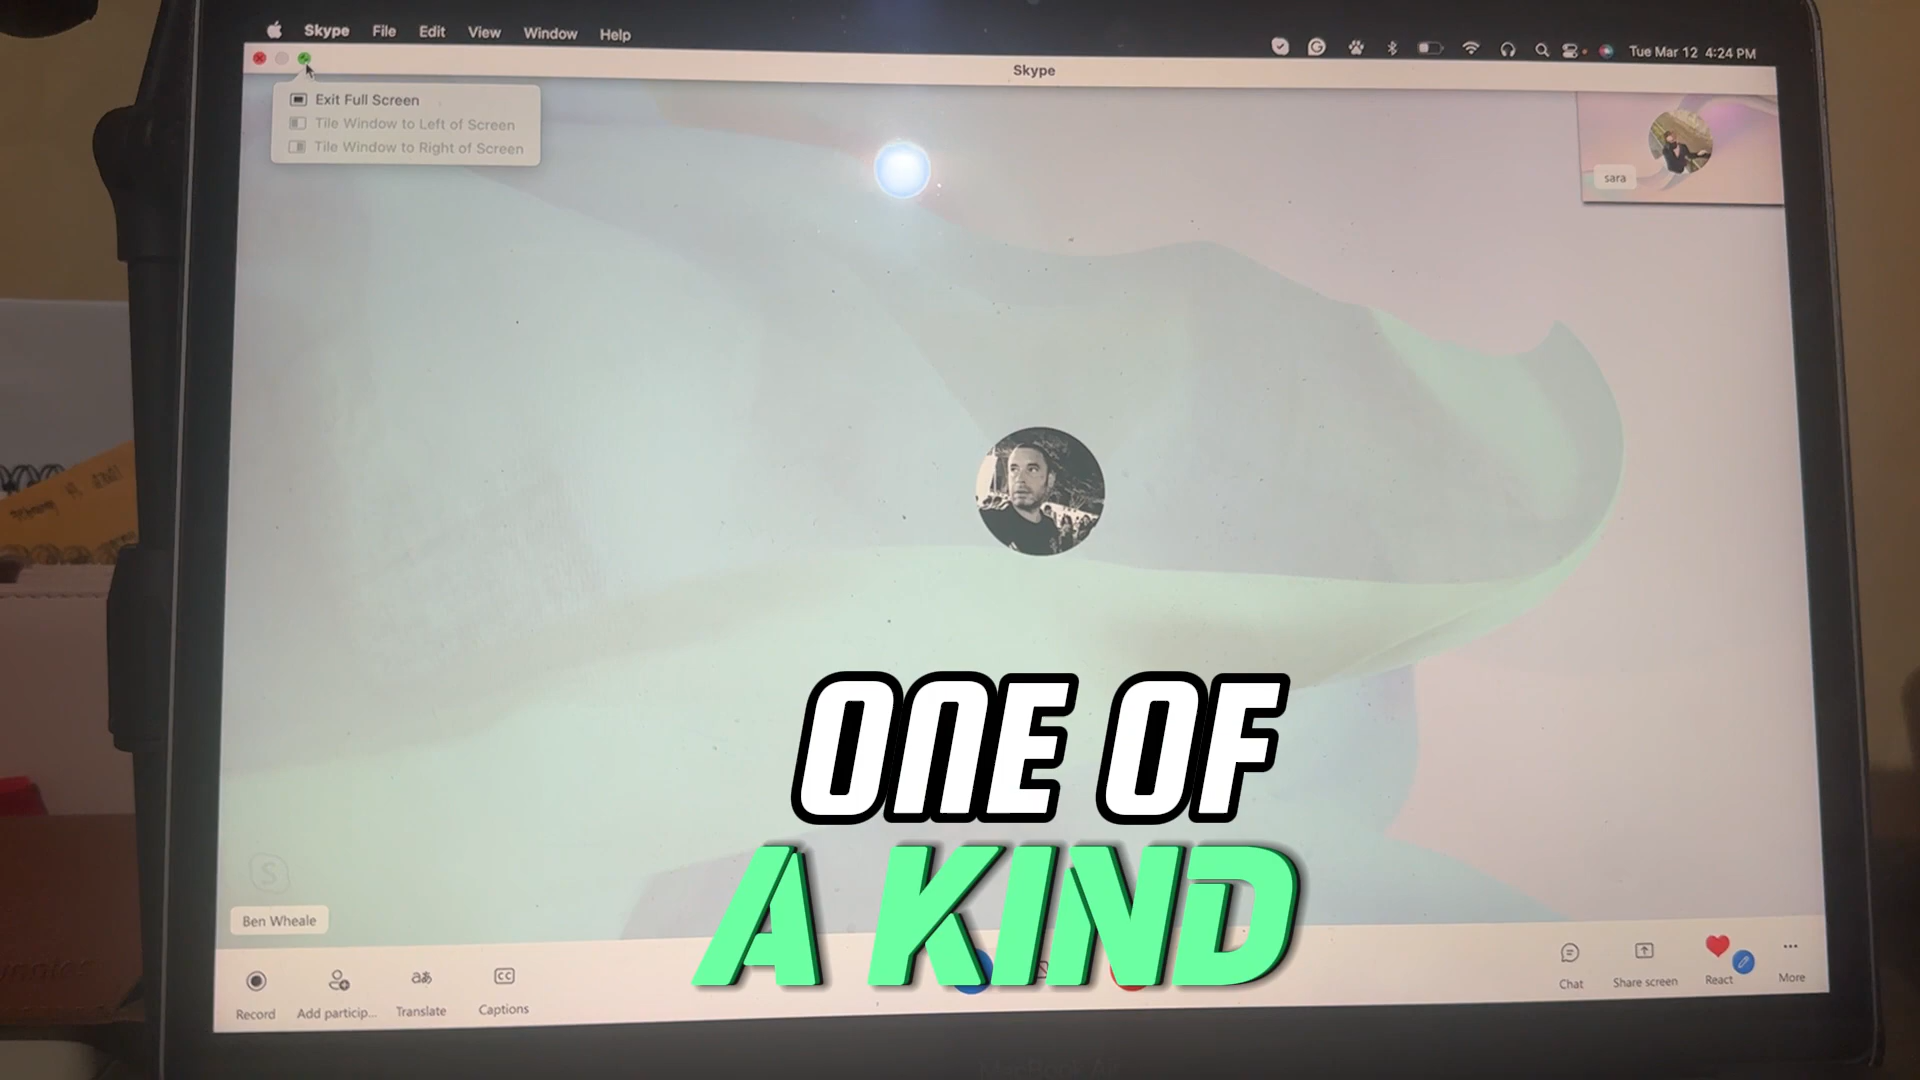 Skype File Edit View Window Help
Tue Mar 12 4:24 PM
Skype
Exit Full Screen
Tile Window to Left of Screen
Tile Window to Right of Screen
sara
ONE OF
A KIND
Ben Wheale
Record
Add particip...
Translate
Captions
Chat
Share screen
React
More